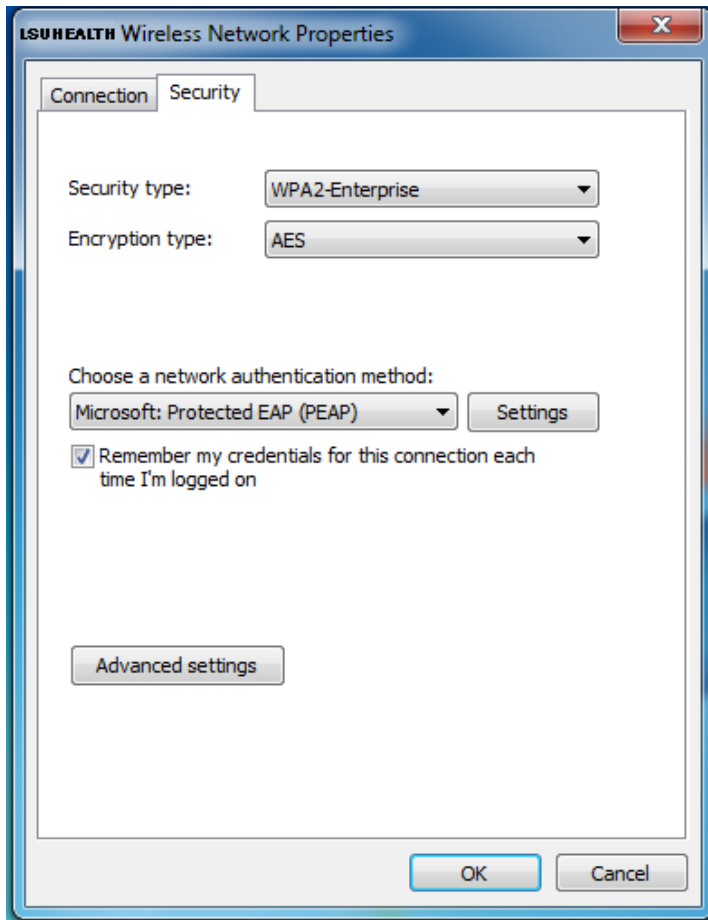 LSUHEALTH Wireless Network Properties
X
Connection Security
Security type: WPA2-Enterprise
Encryption type: AES
Choose a network authentication method:
Microsoft: Protected EAP (PEAP) Settings
Remember my credentials for this connection each
time I'm logged on
Advanced settings
OK Cancel